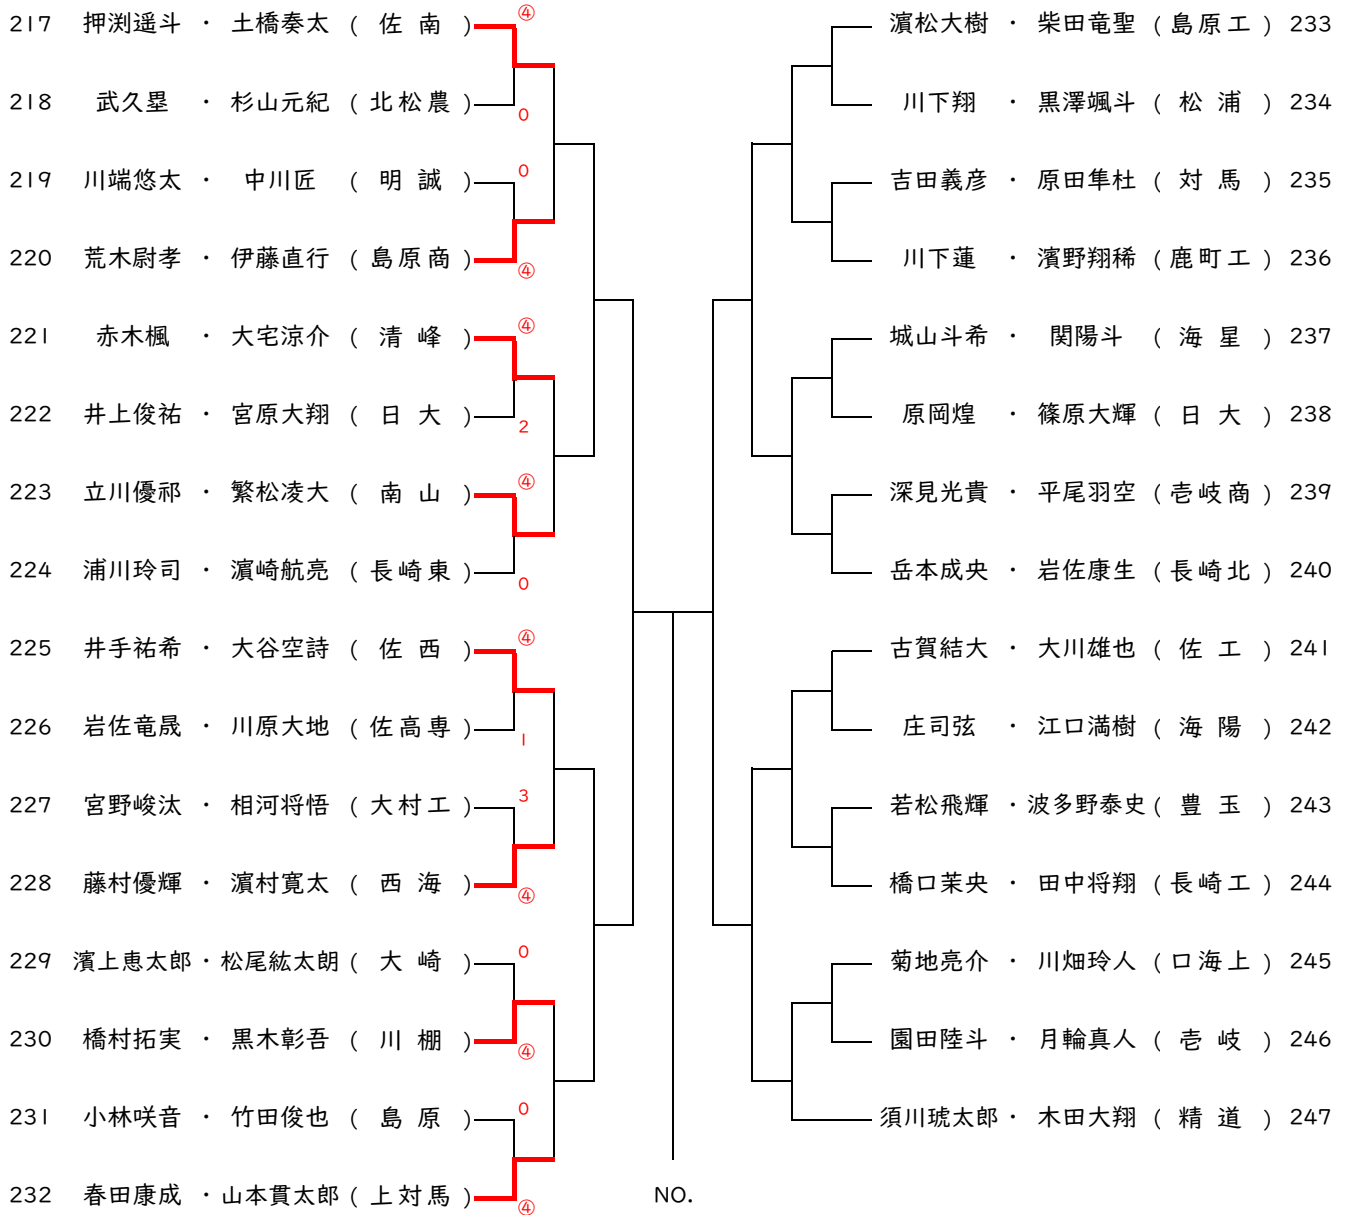 217 押渕遥斗 ・ 土橋奏太 ( 佐 南 ) ④
218 武久塁 ・ 杉山元紀 ( 北松農 ) 0
219 川端悠太 ・ 中川匠 ( 明 誠 ) 0
220 荒木尉孝 ・ 伊藤直行 ( 島原商 ) ④
221 赤木楓 ・ 大宅涼介 ( 清 峰 ) ④
222 井上俊祐 ・ 宮原大翔 ( 日 大 ) 2
223 立川優祁 ・ 繁松凌大 ( 南 山 ) ④
224 浦川玲司 ・ 濵崎航亮 ( 長崎東 ) 0
225 井手祐希 ・ 大谷空詩 ( 佐 西 ) ④
226 岩佐竜晟 ・ 川原大地 ( 佐高専 ) 1
227 宮野峻汰 ・ 相河将悟 ( 大村工 ) 3
228 藤村優輝 ・ 濵村寛太 ( 西 海 ) ④
229 濱上恵太郎 ・ 松尾紘太朗 ( 大 崎 ) 0
230 橋村拓実 ・ 黒木彰吾 ( 川 棚 ) ④
231 小林咲音 ・ 竹田俊也 ( 島 原 ) 0
232 春田康成 ・ 山本貫太郎 ( 上対馬 ) ④
濵松大樹 ・ 柴田竜聖 ( 島原工 ) 233
川下翔 ・ 黒澤颯斗 ( 松 浦 ) 234
吉田義彦 ・ 原田隼杜 ( 対 馬 ) 235
川下蓮 ・ 濱野翔稀 ( 鹿町工 ) 236
城山斗希 ・ 関陽斗 ( 海 星 ) 237
原岡煌 ・ 篠原大輝 ( 日 大 ) 238
深見光貴 ・ 平尾羽空 ( 壱岐商 ) 239
岳本成央 ・ 岩佐康生 ( 長崎北 ) 240
古賀結大 ・ 大川雄也 ( 佐 工 ) 241
庄司弦 ・ 江口満樹 ( 海 陽 ) 242
若松飛輝 ・ 波多野泰史 ( 豊 玉 ) 243
橋口茉央 ・ 田中将翔 ( 長崎工 ) 244
菊地亮介 ・ 川畑玲人 ( 口海上 ) 245
園田陸斗 ・ 月輪真人 ( 壱 岐 ) 246
須川琥太郎 ・ 木田大翔 ( 精 道 ) 247
NO.